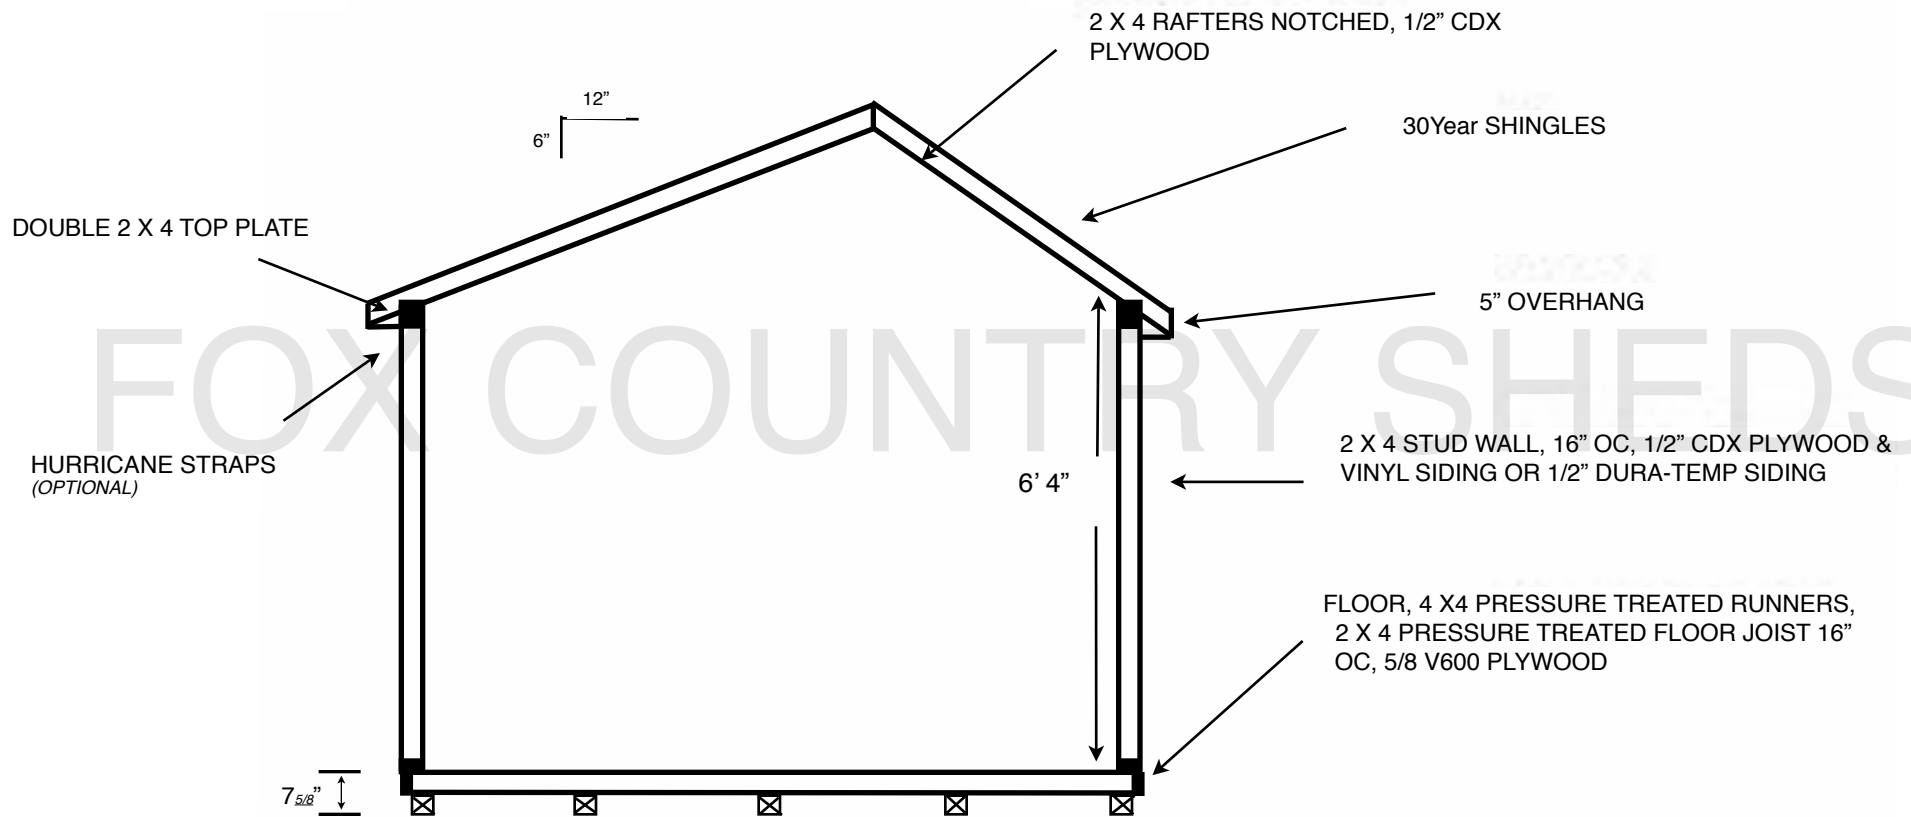 2 X 4 RAFTERS NOTCHED, 1/2” CDX
PLYWOOD
12”
6”
30Year SHINGLES
DOUBLE 2 X 4 TOP PLATE
5” OVERHANG
FOX COUNTRY SHEDS
HURRICANE STRAPS
(OPTIONAL)
6’ 4”
2 X 4 STUD WALL, 16” OC, 1/2” CDX PLYWOOD &
VINYL SIDING OR 1/2” DURA-TEMP SIDING
FLOOR, 4 X4 PRESSURE TREATED RUNNERS,
2 X 4 PRESSURE TREATED FLOOR JOIST 16”
OC, 5/8 V600 PLYWOOD
7 5/8”